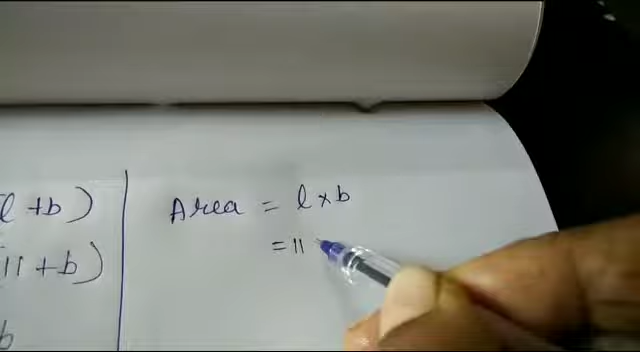 l + b)
11 + b)
b
Area = l × b
= 11